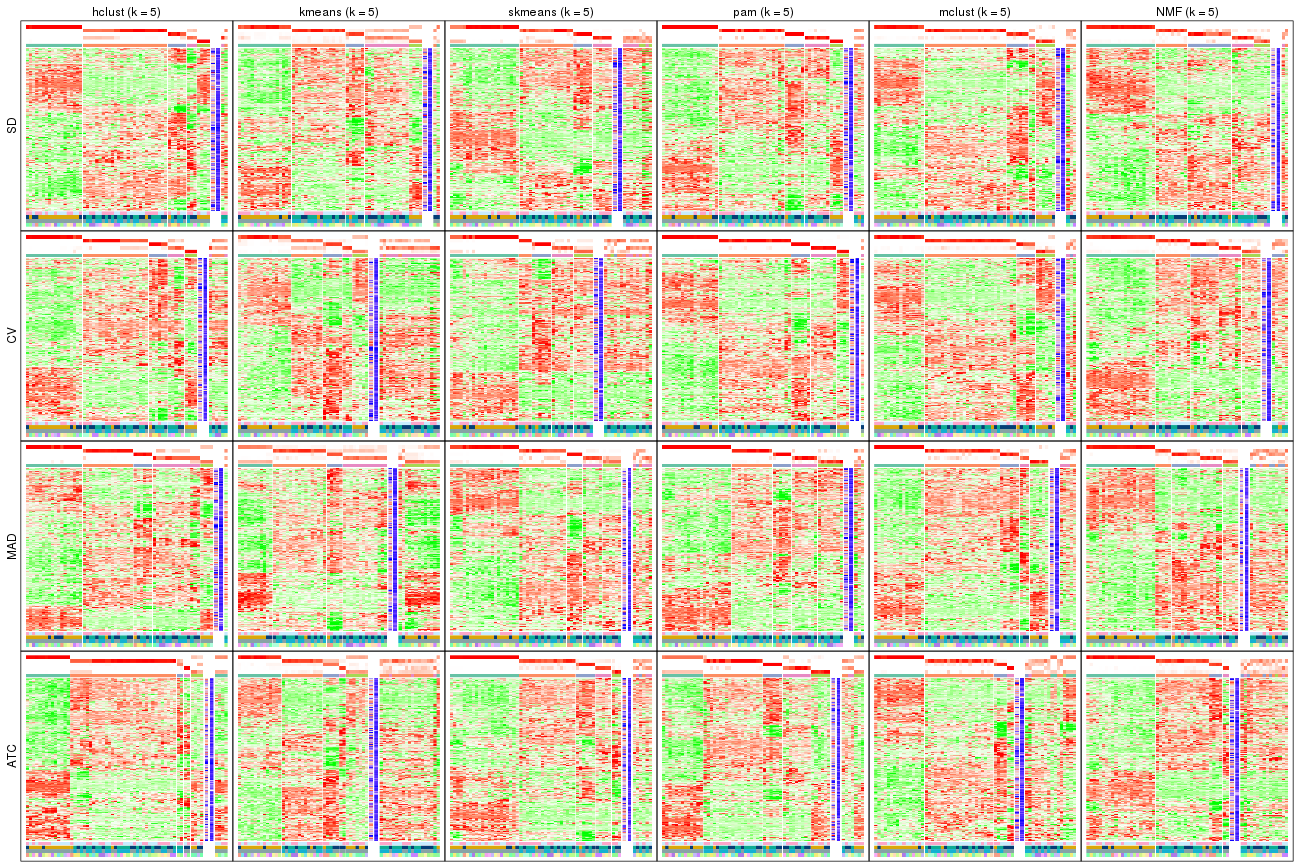 hclust (k = 5) kmeans (k = 5) skmeans (k = 5) pam (k = 5) mclust (k = 5) NMF (k = 5)
SD
CV
MAD
ATC